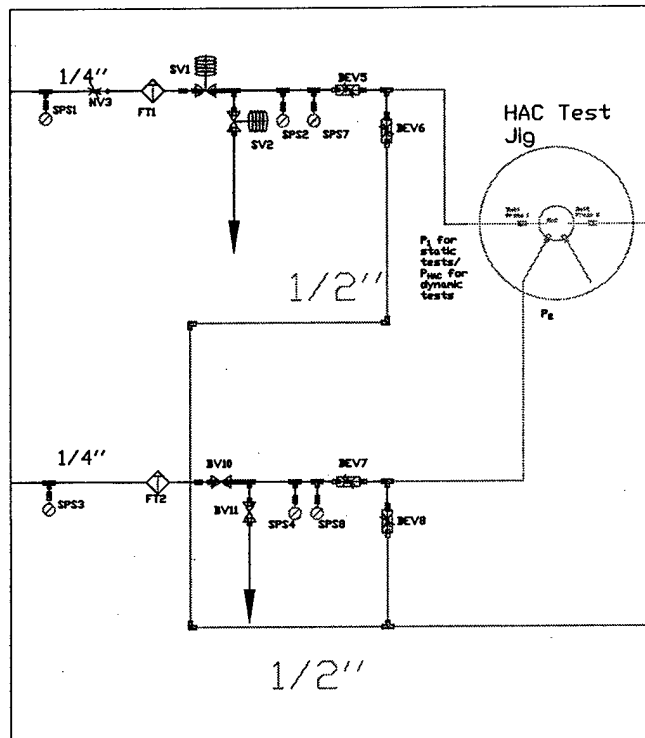 1/4"
SV1
SPS1
NV3
FT1
SV2
SPS2
SPS7
BEV5
BEV6
HAC Test
Jig
P₁ for
static
tests/
P_HAC for
dynamic
tests
P₂
1/2"
1/4"
SPS3
FT2
BV10
BV11
SPS4
SPS8
BEV7
BEV8
1/2"